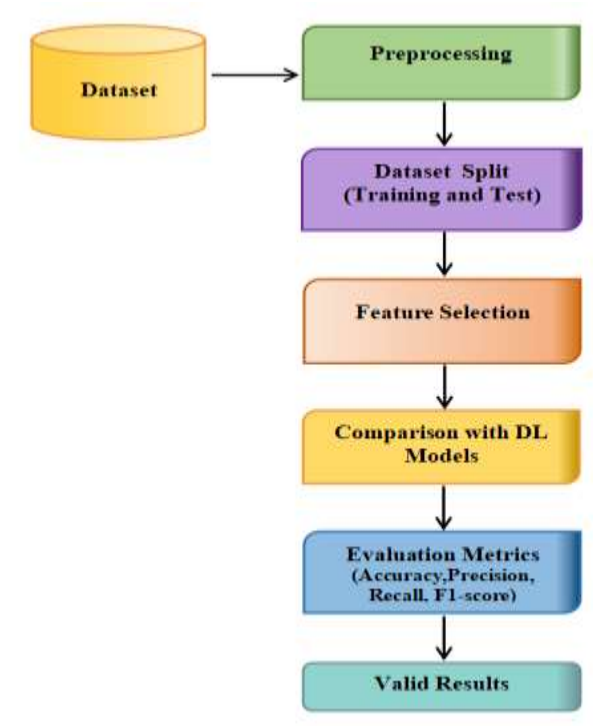 Dataset
Preprocessing
Dataset Split
(Training and Test)
Feature Selection
Comparison with DL
Models
Evaluation Metrics
(Accuracy,Precision,
Recall, F1-score)
Valid Results